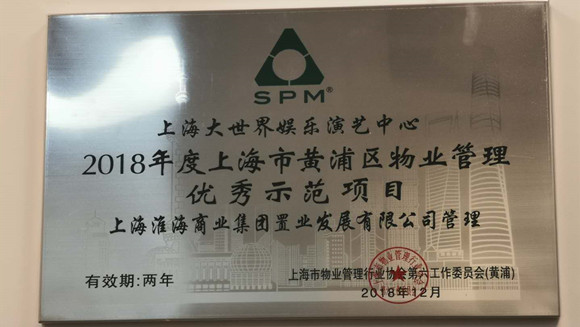 SPM®
上海大世界娱乐演艺中心
2018年度上海市黄浦区物业管理
优秀示范项目
上海淮海商业集团置业发展有限公司管理
有效期:两年
上海市物业管理行业协会第六工作委员会(黄浦)
2018年12月